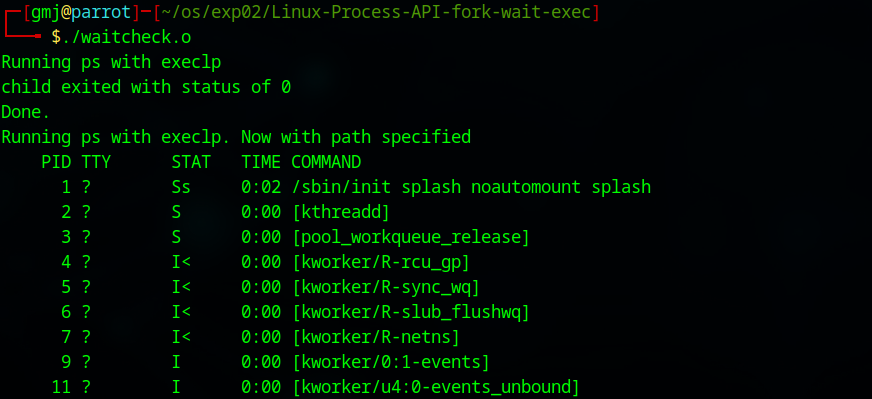 ┌─[gmj@parrot]─[~/os/exp02/Linux-Process-API-fork-wait-exec]
└──╼ $./waitcheck.o
Running ps with execlp
child exited with status of 0
Done.
Running ps with execlp. Now with path specified
    PID TTY      STAT   TIME COMMAND
      1 ?        Ss     0:02 /sbin/init splash noautomount splash
      2 ?        S      0:00 [kthreadd]
      3 ?        S      0:00 [pool_workqueue_release]
      4 ?        I<     0:00 [kworker/R-rcu_gp]
      5 ?        I<     0:00 [kworker/R-sync_wq]
      6 ?        I<     0:00 [kworker/R-slub_flushwq]
      7 ?        I<     0:00 [kworker/R-netns]
      9 ?        I      0:00 [kworker/0:1-events]
     11 ?        I      0:00 [kworker/u4:0-events_unbound]